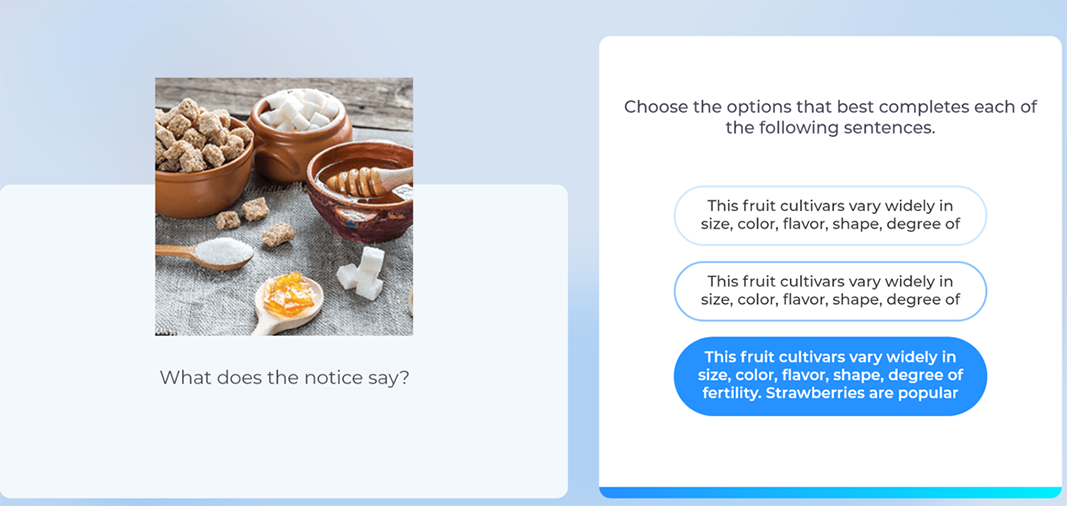 What does the notice say?
Choose the options that best completes each of
the following sentences.
This fruit cultivars vary widely in
size, color, flavor, shape, degree of
This fruit cultivars vary widely in
size, color, flavor, shape, degree of
This fruit cultivars vary widely in
size, color, flavor, shape, degree of
fertility. Strawberries are popular